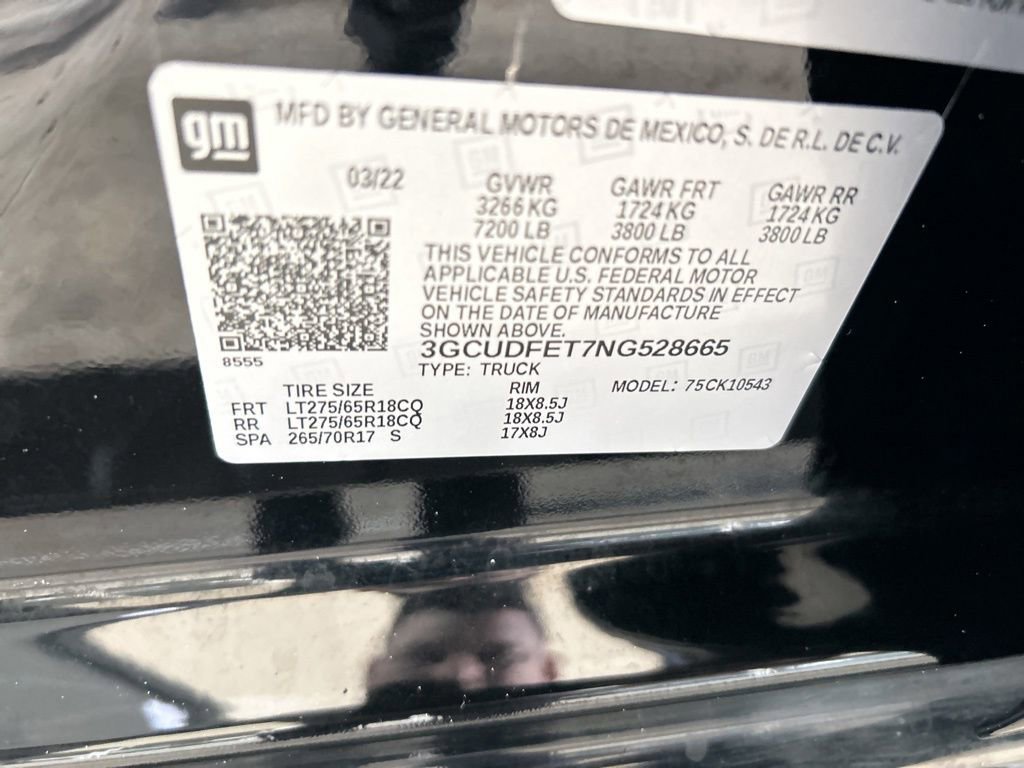 gm
MFD BY GENERAL MOTORS DE MEXICO, S. DE R.L. DE C.V.
03/22 GVWR GAWR FRT GAWR RR
3266 KG 1724 KG 1724 KG
7200 LB 3800 LB 3800 LB
THIS VEHICLE CONFORMS TO ALL
APPLICABLE U.S. FEDERAL MOTOR
VEHICLE SAFETY STANDARDS IN EFFECT
ON THE DATE OF MANUFACTURE
SHOWN ABOVE.
8555 3GCUDFET7NG528665
TYPE: TRUCK
TIRE SIZE RIM MODEL: 75CK10543
FRT LT275/65R18CQ 18X8.5J
RR LT275/65R18CQ 18X8.5J
SPA 265/70R17 S 17X8J